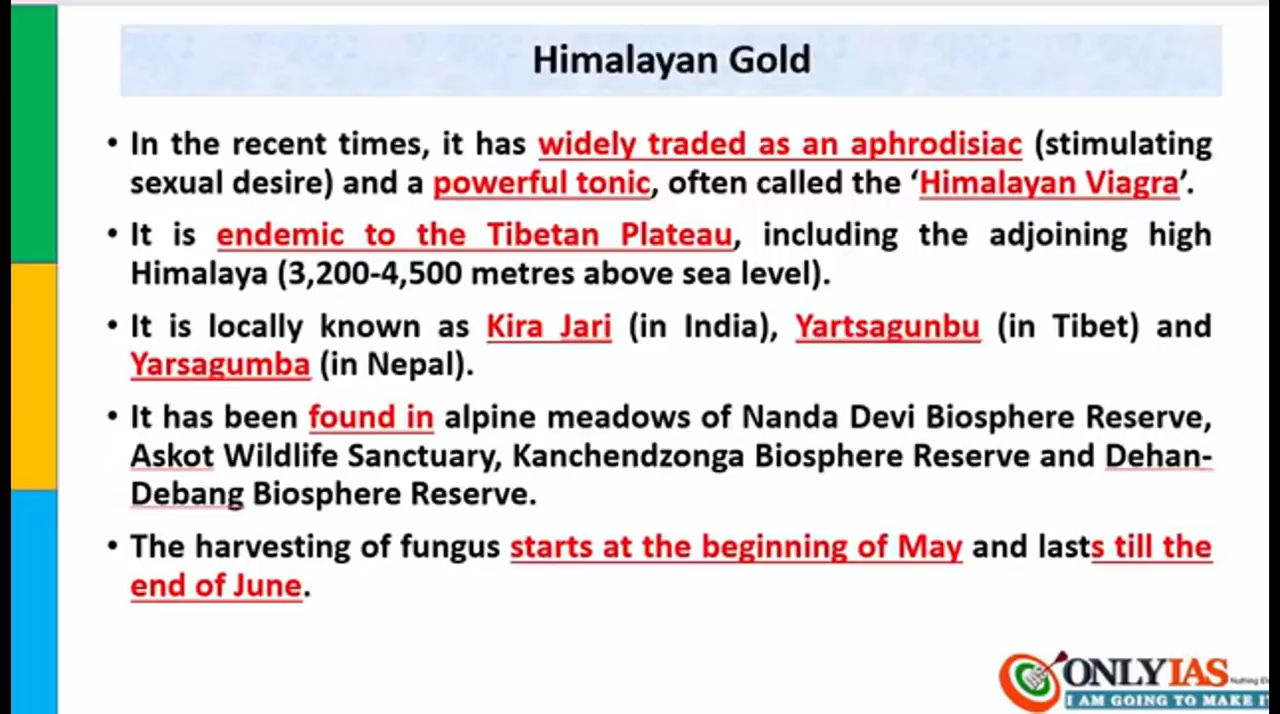 Himalayan Gold
• In the recent times, it has widely traded as an aphrodisiac (stimulating
sexual desire) and a powerful tonic, often called the ‘Himalayan Viagra’.
• It is endemic to the Tibetan Plateau, including the adjoining high
Himalaya (3,200-4,500 metres above sea level).
• It is locally known as Kira Jari (in India), Yartsagunbu (in Tibet) and
Yarsagumba (in Nepal).
• It has been found in alpine meadows of Nanda Devi Biosphere Reserve,
Askot Wildlife Sanctuary, Kanchendzonga Biosphere Reserve and Dehan-
Debang Biosphere Reserve.
• The harvesting of fungus starts at the beginning of May and lasts till the
end of June.
ONLYIAS
Nothing
I AM GOING TO MAKE